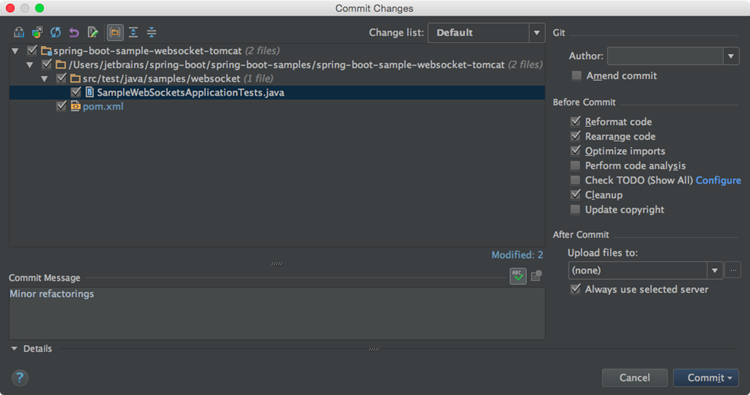 Commit Changes
Change list: Default
spring-boot-sample-websocket-tomcat (2 files)
/Users/jetbrains/spring-boot/spring-boot-samples/spring-boot-sample-websocket-tomcat (2 files)
src/test/java/samples/websocket (1 file)
SampleWebSocketsApplicationTests.java
pom.xml
Modified: 2
Commit Message
Minor refactorings
Details
Git
Author:
Amend commit
Before Commit
Reformat code
Rearrange code
Optimize imports
Perform code analysis
Check TODO (Show All) Configure
Cleanup
Update copyright
After Commit
Upload files to:
(none)
...
Always use selected server
?
Cancel
Commit